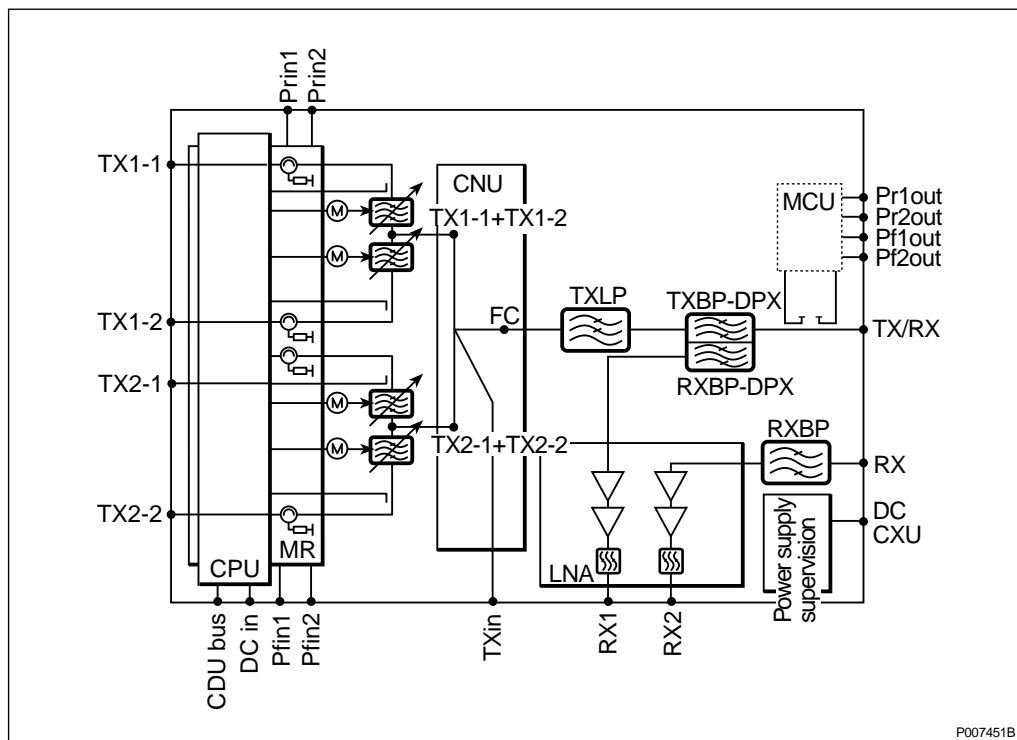 Prin1
Prin2
TX1-1
CNU
TX1-1+TX1-2
MCU
Pr1out
Pr2out
Pf1out
Pf2out
M
M
TX1-2
FC
TXLP
TXBP-DPX
TX/RX
RXBP-DPX
TX2-1
M
TX2-1+TX2-2
RXBP
M
RX
TX2-2
DC
CXU
Power supply
supervision
MR
CPU
LNA
CDU bus
DC in
Pfin1
Pfin2
TXin
RX1
RX2
P007451B